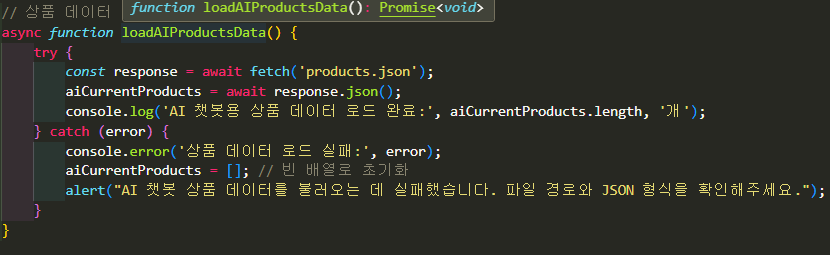 // 상품 데이터
function loadAIProductsData(): Promise<void>
async function loadAIProductsData() {
try {
const response = await fetch('products.json');
aiCurrentProducts = await response.json();
console.log('AI 챗봇용 상품 데이터 로드 완료:', aiCurrentProducts.length, '개');
} catch (error) {
console.error('상품 데이터 로드 실패:', error);
aiCurrentProducts = []; // 빈 배열로 초기화
alert("AI 챗봇 상품 데이터를 불러오는 데 실패했습니다. 파일 경로와 JSON 형식을 확인해주세요.");
}
}